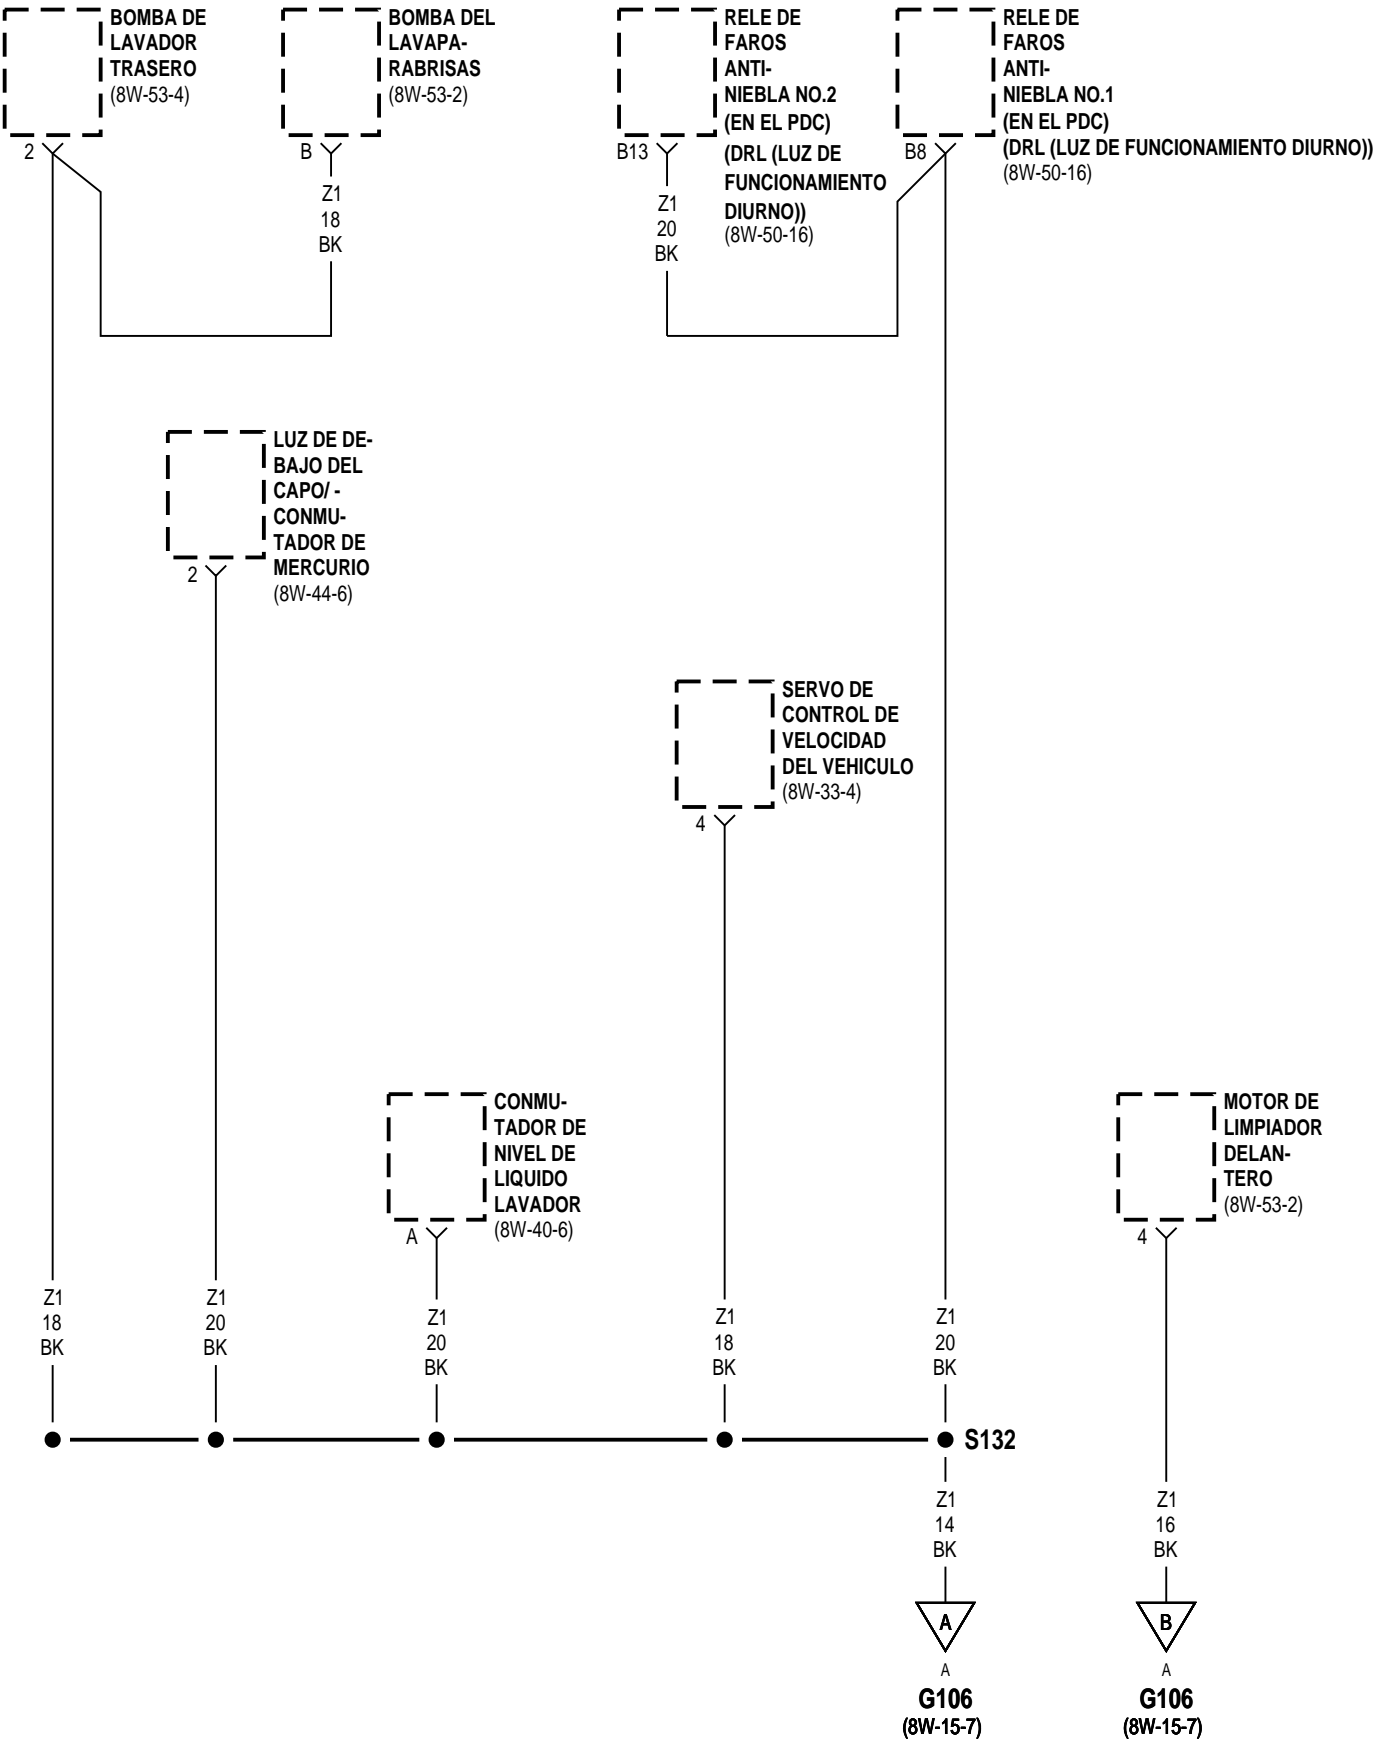 BOMBA DE
LAVADOR
TRASERO
(8W-53-4)
2
BOMBA DEL
LAVAPA-
RABRISAS
(8W-53-2)
B
Z1
18
BK
RELE DE
FAROS
ANTI-
NIEBLA NO.2
(EN EL PDC)
(DRL (LUZ DE
FUNCIONAMIENTO
DIURNO))
(8W-50-16)
B13
Z1
20
BK
RELE DE
FAROS
ANTI-
NIEBLA NO.1
(EN EL PDC)
(DRL (LUZ DE FUNCIONAMIENTO DIURNO))
(8W-50-16)
B8
LUZ DE DE-
BAJO DEL
CAPO/ -
CONMU-
TADOR DE
MERCURIO
(8W-44-6)
2
SERVO DE
CONTROL DE
VELOCIDAD
DEL VEHICULO
(8W-33-4)
4
CONMU-
TADOR DE
NIVEL DE
LIQUIDO
LAVADOR
(8W-40-6)
A
MOTOR DE
LIMPIADOR
DELAN-
TERO
(8W-53-2)
4
Z1
18
BK
Z1
20
BK
Z1
20
BK
Z1
18
BK
Z1
20
BK
S132
Z1
14
BK
Z1
16
BK
A
A
G106
(8W-15-7)
B
A
G106
(8W-15-7)